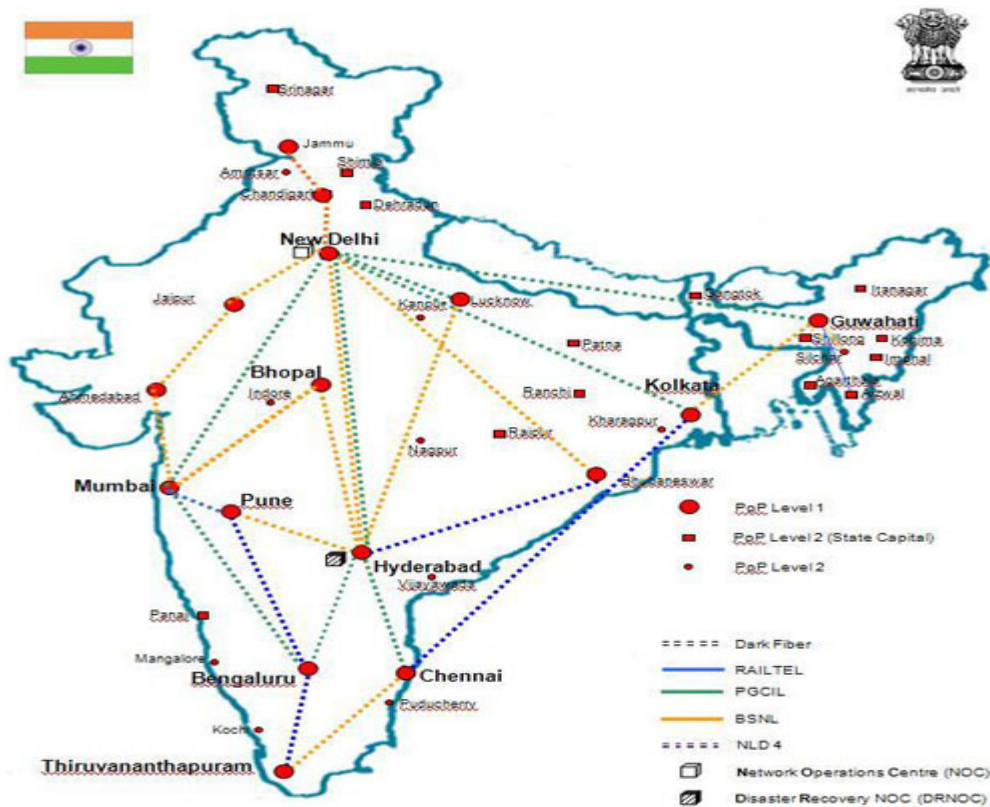 Srinagar
Jammu
Amritsar
Shimla
Chandigarh
Dehradun
New Delhi
Jaipur
Kanpur
Lucknow
Gangtok
Itanagar
Guwahati
Shillong
Kohima
Silchar
Imphal
Agarthala
Aizwal
Patna
Bhopal
Indore
Ahmedabad
Ranchi
Kolkata
Kharagpur
Nagpur
Raipur
Bhubaneswar
Mumbai
Pune
Hyderabad
Vijayawada
Panaji
Mangalore
Bengaluru
Chennai
Puducherry
Kochi
Thiruvananthapuram
PoP Level 1
PoP Level 2 (State Capital)
PoP Level 2
Dark Fiber
RAILTEL
PGCIL
BSNL
NLD 4
Network Operations Centre (NOC)
Disaster Recovery NOC (DRNOC)